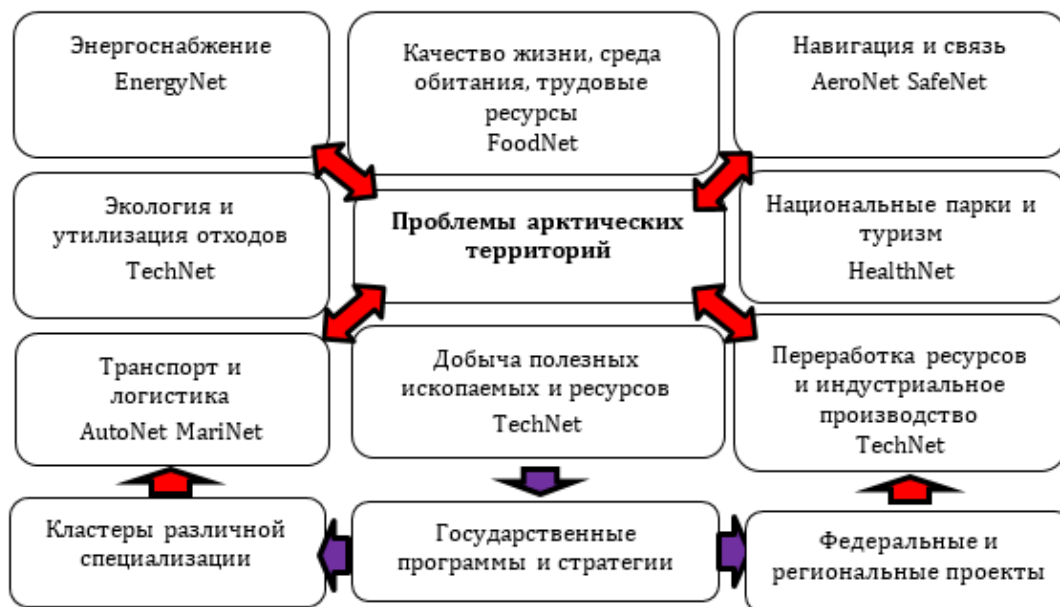 Энергоснабжение
EnergyNet
Качество жизни, среда
обитания, трудовые
ресурсы
FoodNet
Навигация и связь
AeroNet SafeNet
Экология и
утилизация отходов
TechNet
Проблемы арктических
территорий
Национальные парки и
туризм
HealthNet
Транспорт и
логистика
AutoNet MariNet
Добыча полезных
ископаемых и ресурсов
TechNet
Переработка ресурсов
и индустриальное
производство
TechNet
Кластеры различной
специализации
Государственные
программы и стратегии
Федеральные и
региональные проекты